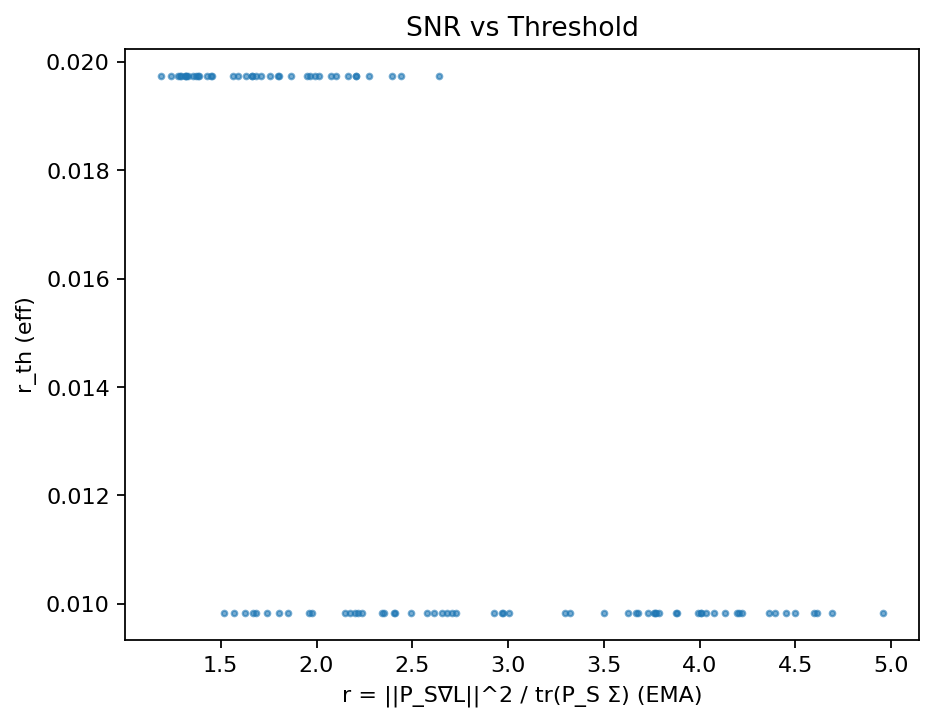 SNR vs Threshold
0.020
0.018
0.016
0.014
0.012
0.010
r_th (eff)
1.5 2.0 2.5 3.0 3.5 4.0 4.5 5.0
r = ||P_S∇L||^2 / tr(P_S Σ) (EMA)